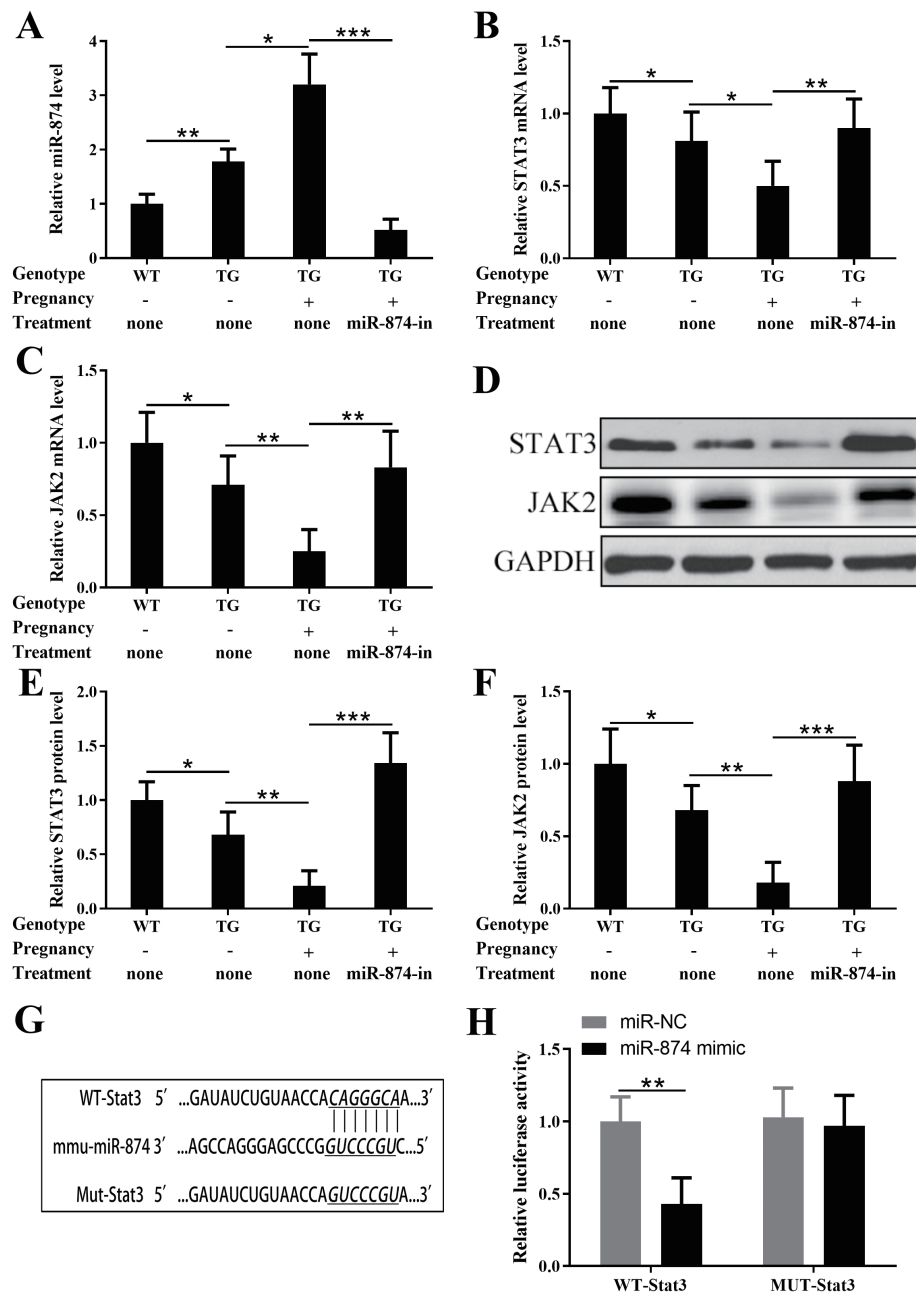 A
Relative miR-874 level
4
3
2
1
0
**
*
***
Genotype WT TG TG TG
Pregnancy - - + +
Treatment none none none miR-874-in
B
Relative STAT3 mRNA level
1.5
1.0
0.5
0.0
*
*
**
Genotype WT TG TG TG
Pregnancy - - + +
Treatment none none none miR-874-in
C
Relative JAK2 mRNA level
1.5
1.0
0.5
0.0
*
**
**
Genotype WT TG TG TG
Pregnancy - - + +
Treatment none none none miR-874-in
D
STAT3
JAK2
GAPDH
E
Relative STAT3 protein level
2.0
1.5
1.0
0.5
0.0
*
**
***
Genotype WT TG TG TG
Pregnancy - - + +
Treatment none none none miR-874-in
F
Relative JAK2 protein level
1.5
1.0
0.5
0.0
*
**
***
Genotype WT TG TG TG
Pregnancy - - + +
Treatment none none none miR-874-in
G
WT-Stat3 5′ ...GAUAUCUGUAACCACAGGGCAA...3′
mmu-miR-874 3′ ...AGCCAGGGAGCCCGGUCCCGUC...5′
Mut-Stat3 5′ ...GAUAUCUGUAACCAGUCCCGUA...3′
H
miR-NC
miR-874 mimic
Relative luciferase activity
1.5
1.0
0.5
0.0
**
WT-Stat3 MUT-Stat3